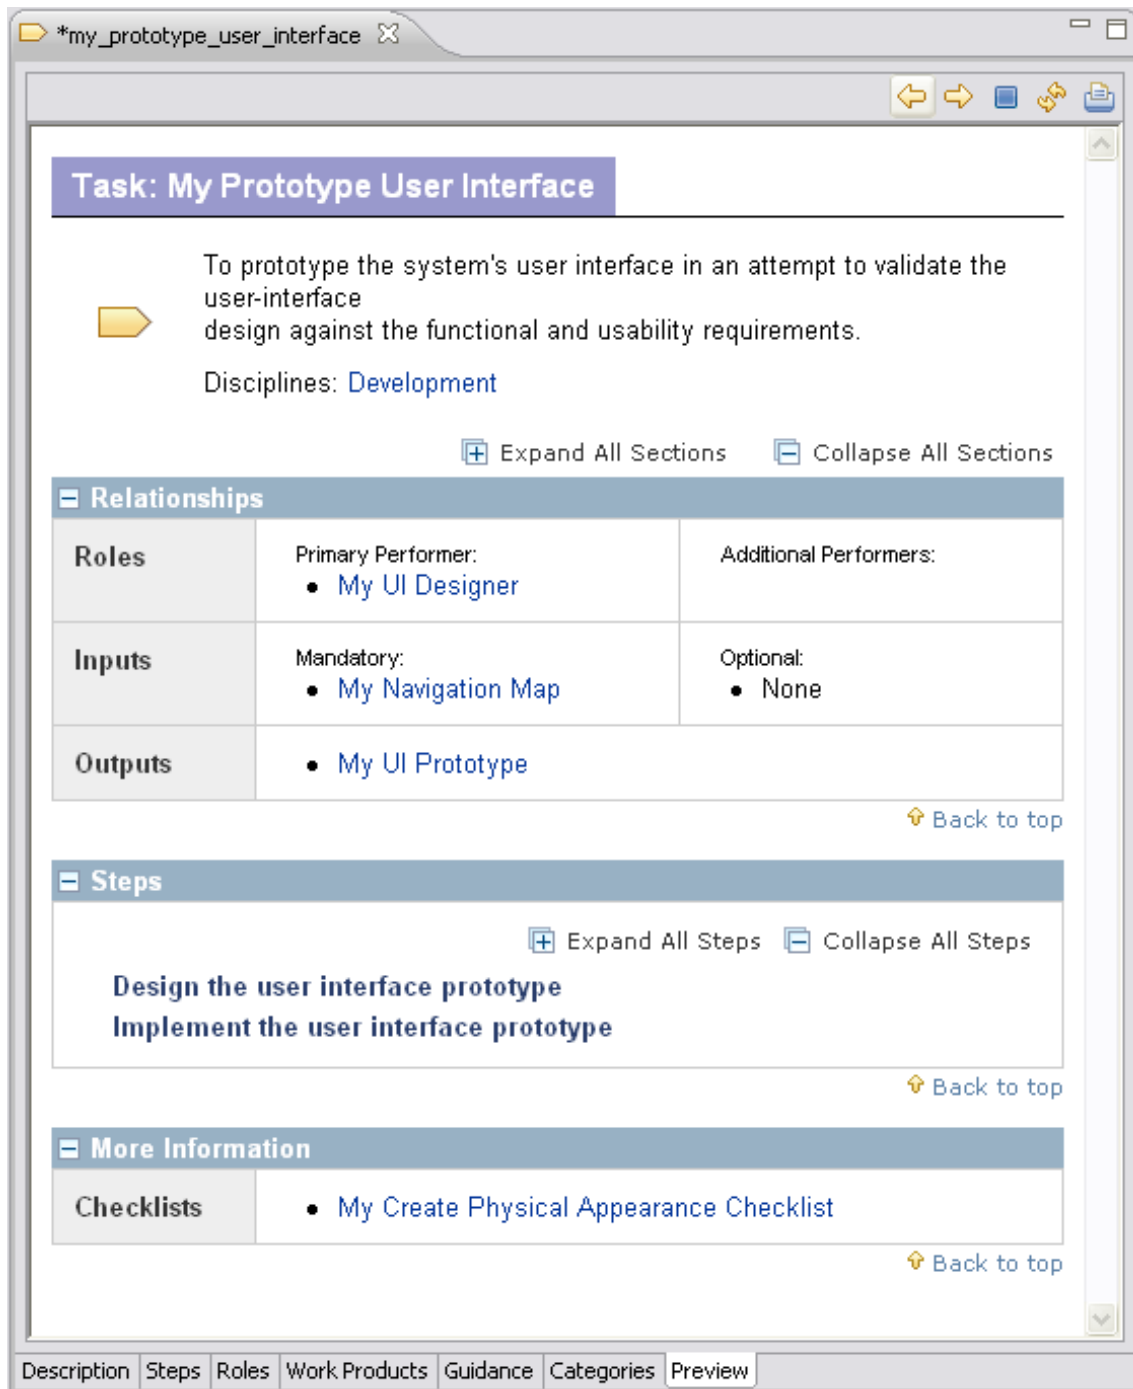 *my_prototype_user_interface
Task: My Prototype User Interface
To prototype the system's user interface in an attempt to validate the
user-interface
design against the functional and usability requirements.
Disciplines: Development
Expand All Sections Collapse All Sections
Relationships
Roles Primary Performer: Additional Performers:
• My UI Designer
Inputs Mandatory: Optional:
• My Navigation Map • None
Outputs • My UI Prototype
Back to top
Steps
Expand All Steps Collapse All Steps
Design the user interface prototype
Implement the user interface prototype
Back to top
More Information
Checklists • My Create Physical Appearance Checklist
Back to top
Description Steps Roles Work Products Guidance Categories Preview